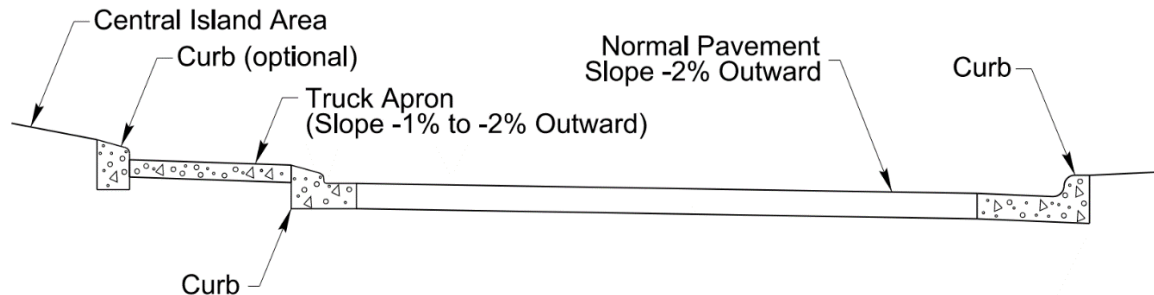 Central Island Area
Curb (optional)
Truck Apron
(Slope -1% to -2% Outward)
Normal Pavement
Slope -2% Outward
Curb
Curb